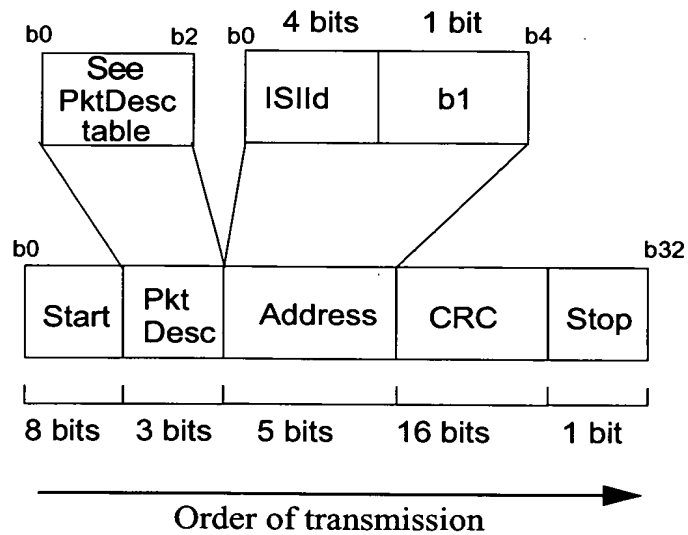 b0 b2 b0 4 bits 1 bit b4
See
PktDesc
table
ISIId b1
b0 b32
Start Pkt Desc Address CRC Stop
8 bits 3 bits 5 bits 16 bits 1 bit
Order of transmission